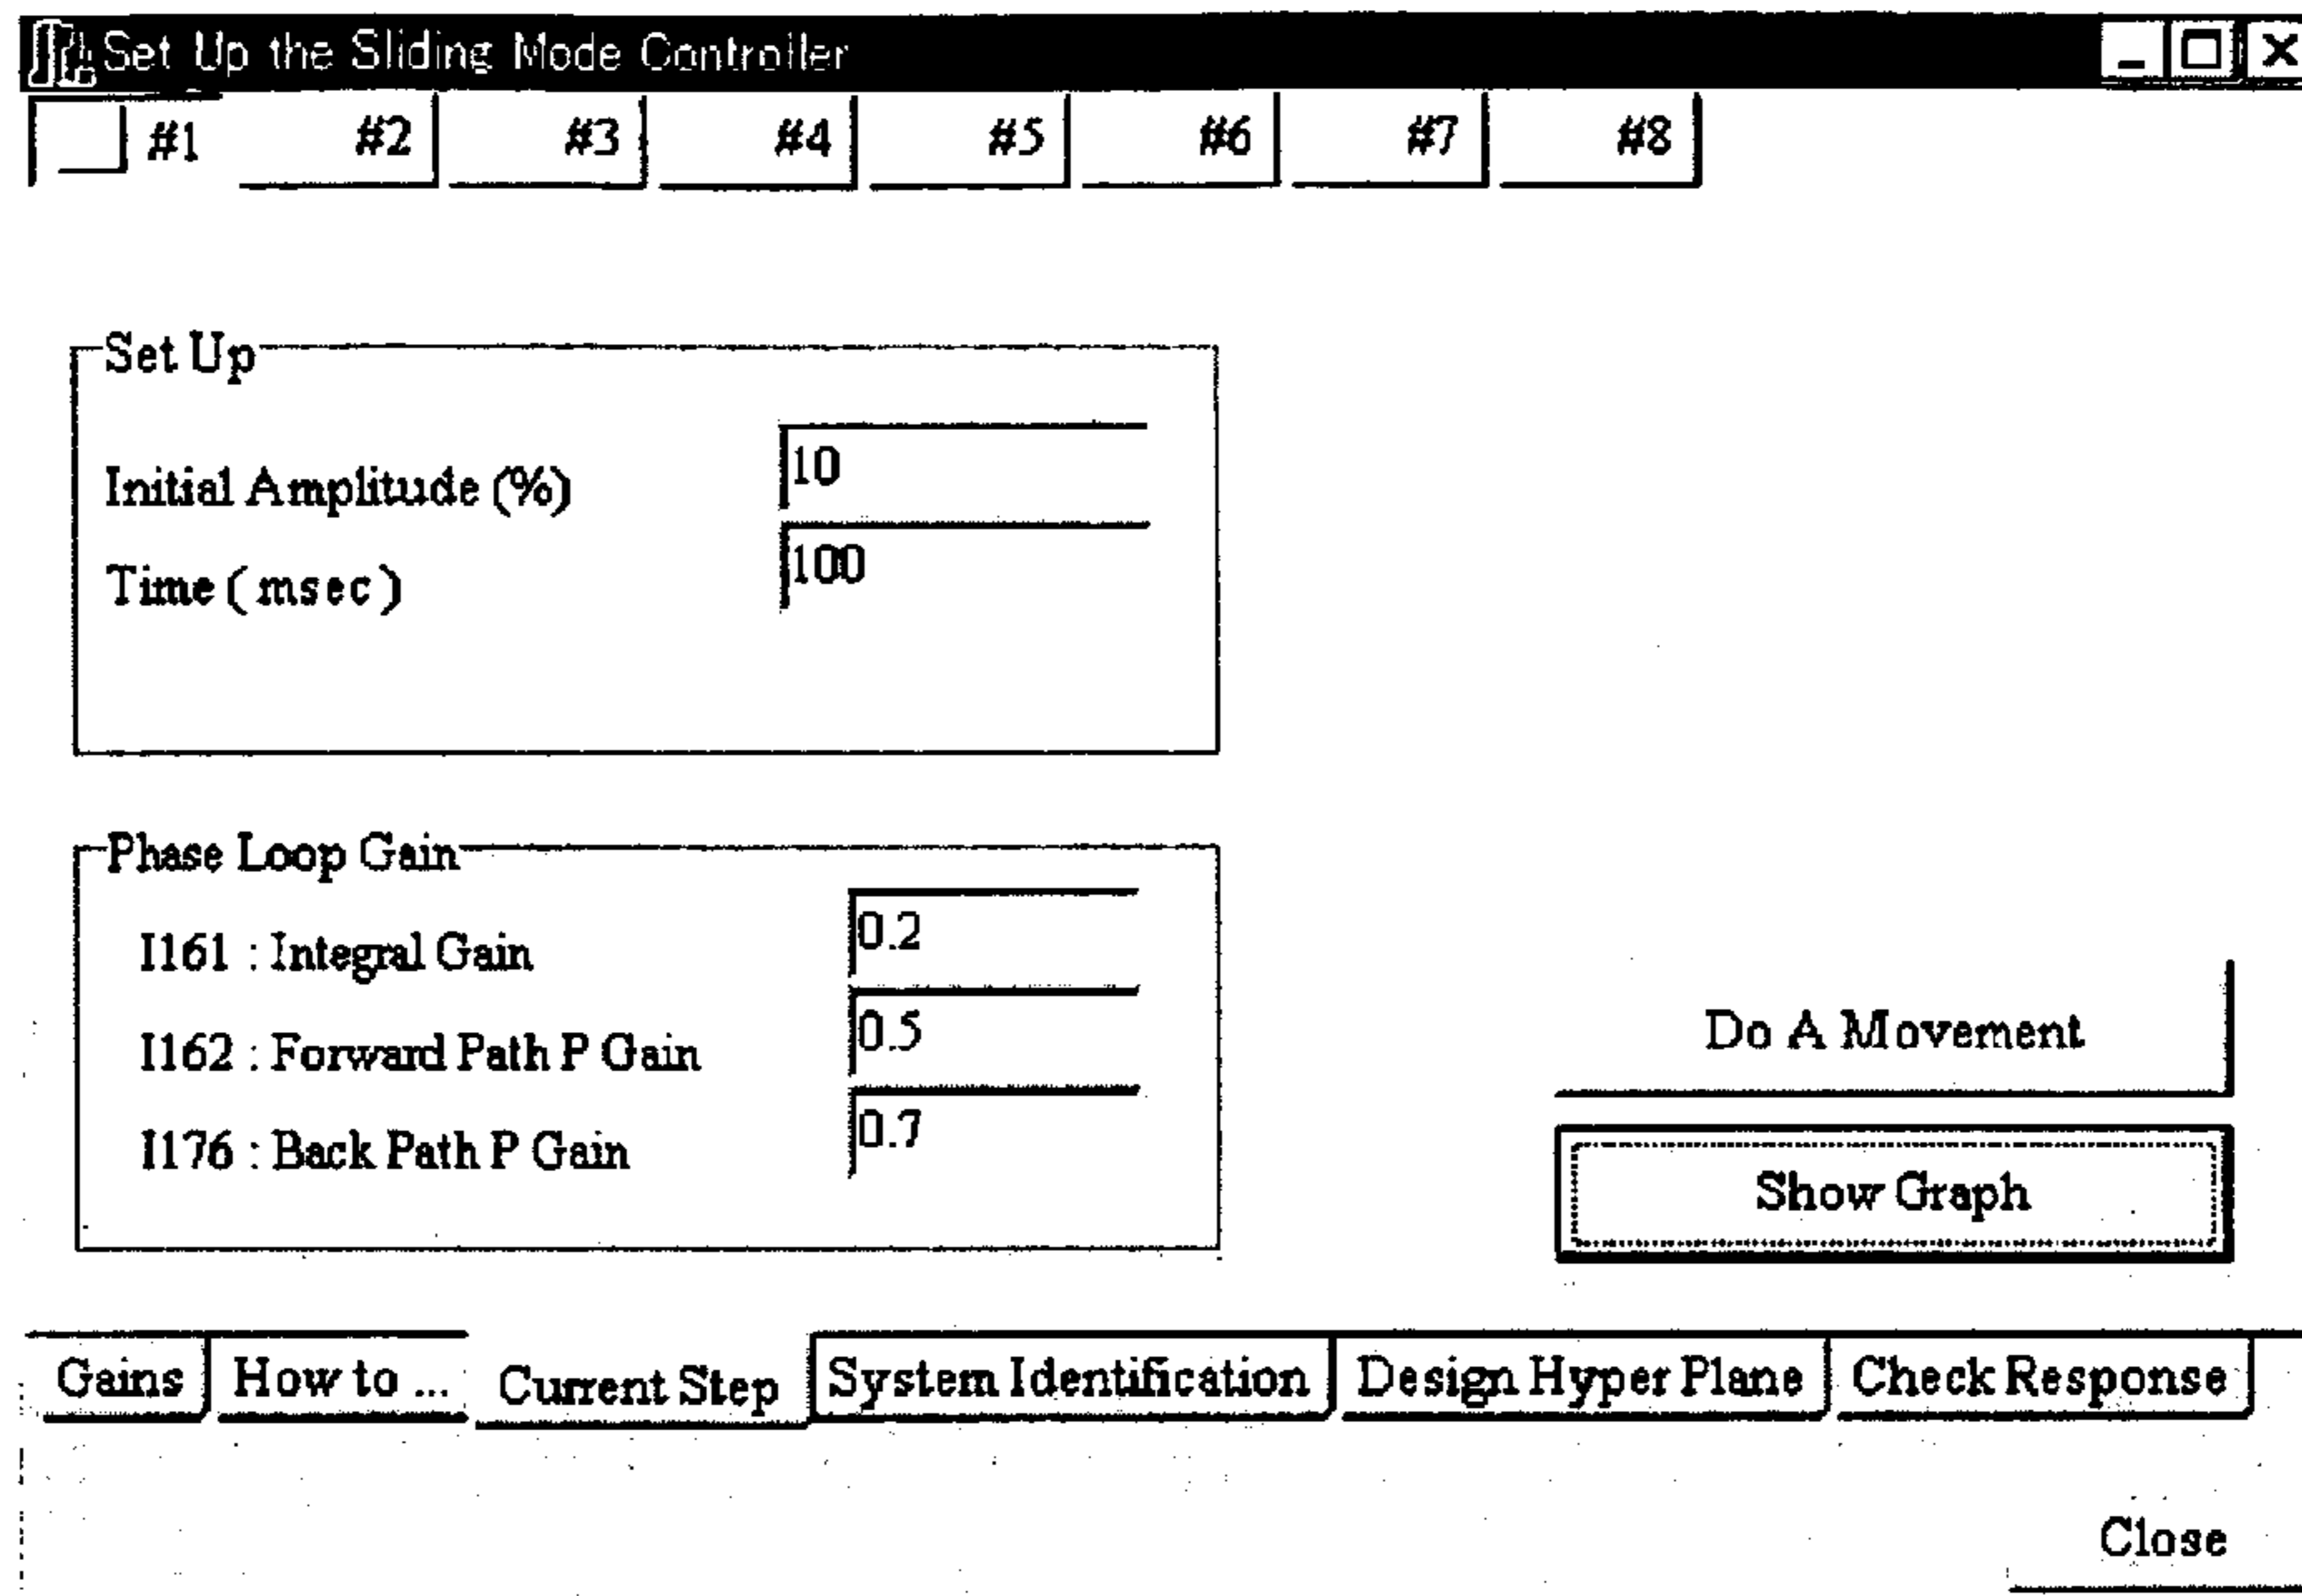 Set Up the Sliding Mode Controller
#1 #2 #3 #4 #5 #6 #7 #8
Set Up
Initial Amplitude (%) 10
Time ( msec ) 100
Phase Loop Gain
I161 : Integral Gain 0.2
I162 : Forward Path P Gain 0.5
I176 : Back Path P Gain 0.7
Do A Movement
Show Graph
Gains How to ... Current Step System Identification Design Hyper Plane Check Response
Close